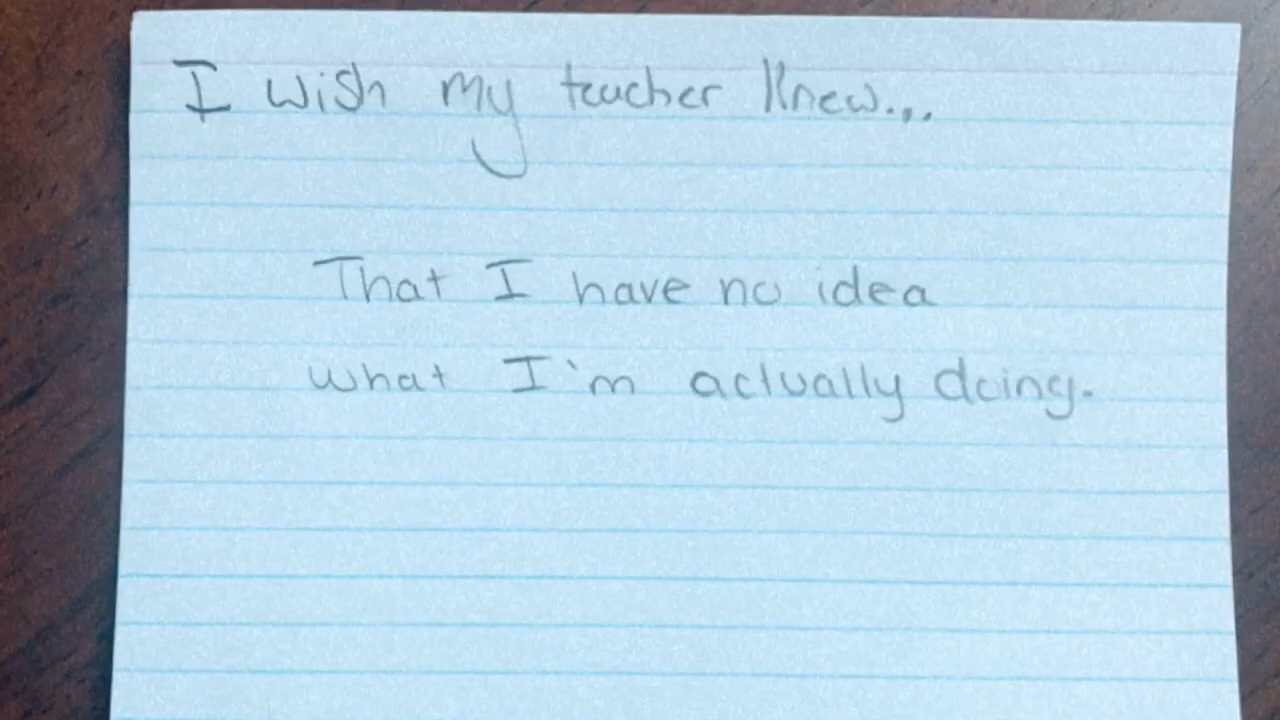 I wish my teacher knew...
That I have no idea
what I'm actually doing.